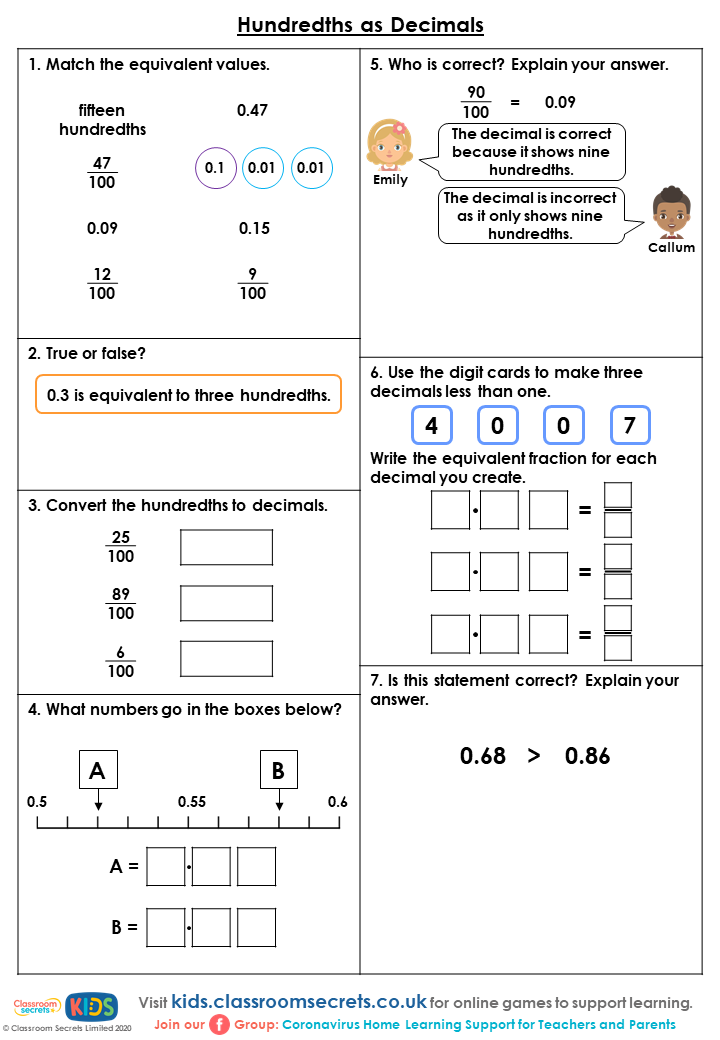 Hundredths as Decimals
1. Match the equivalent values.
fifteen
hundredths
0.47
47
100
0.1 0.01 0.01
0.09
0.15
12
100
9
100
2. True or false?
0.3 is equivalent to three hundredths.
3. Convert the hundredths to decimals.
25
100
89
100
6
100
4. What numbers go in the boxes below?
A
B
0.5 0.55 0.6
A = .
B = .
5. Who is correct? Explain your answer.
90
100
= 0.09
The decimal is correct
because it shows nine
hundredths.
Emily
The decimal is incorrect
as it only shows nine
hundredths.
Callum
6. Use the digit cards to make three
decimals less than one.
4 0 0 7
Write the equivalent fraction for each
decimal you create.
. =
. =
. =
7. Is this statement correct? Explain your
answer.
0.68 > 0.86
Classroom
secrets
KIDS
© Classroom Secrets Limited 2020
Visit kids.classroomsecrets.co.uk for online games to support learning.
Join our f Group: Coronavirus Home Learning Support for Teachers and Parents